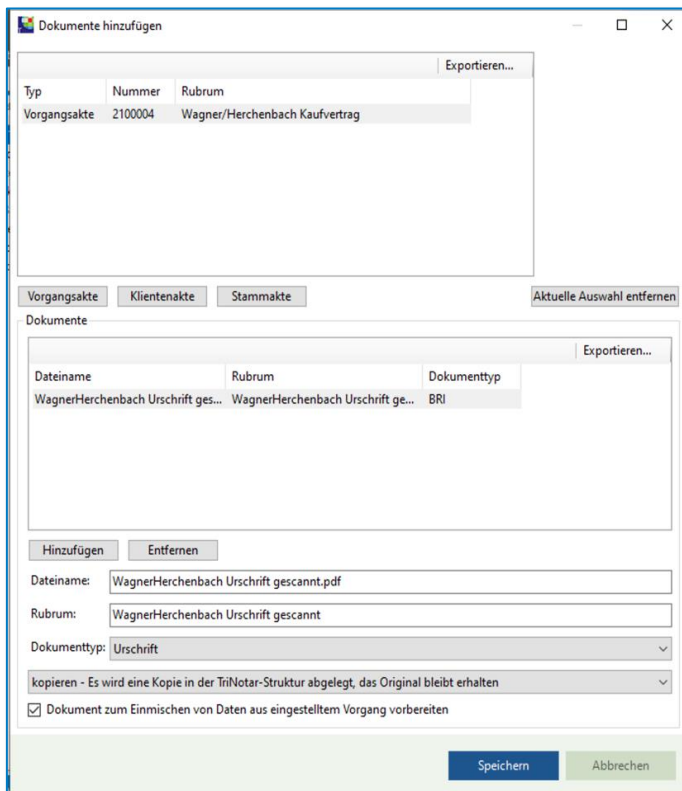 Dokumente hinzufügen
Exportieren...
Typ Nummer Rubrum
Vorgangsakte 2100004 Wagner/Herchenbach Kaufvertrag
Vorgangsakte Klientenakte Stammakte Aktuelle Auswahl entfernen
Dokumente
Exportieren...
Dateiname Rubrum Dokumenttyp
WagnerHerchenbach Urschrift ges... WagnerHerchenbach Urschrift ge... BRI
Hinzufügen Entfernen
Dateiname: WagnerHerchenbach Urschrift gescannt.pdf
Rubrum: WagnerHerchenbach Urschrift gescannt
Dokumenttyp: Urschrift
kopieren - Es wird eine Kopie in der TriNotar-Struktur abgelegt, das Original bleibt erhalten
Dokument zum Einmischen von Daten aus eingestelltem Vorgang vorbereiten
Speichern Abbrechen